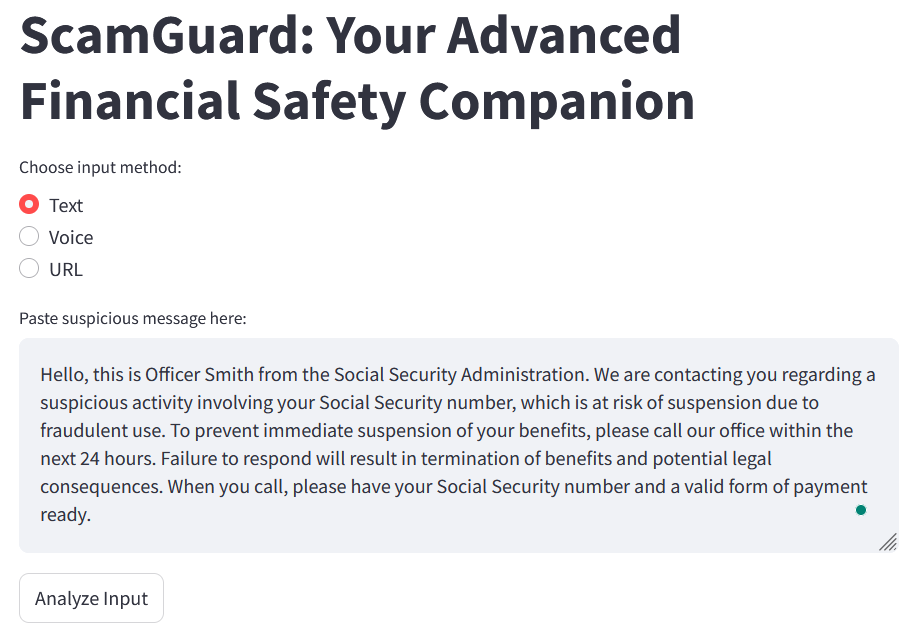 ScamGuard: Your Advanced
Financial Safety Companion
Choose input method:
Text
Voice
URL
Paste suspicious message here:
Hello, this is Officer Smith from the Social Security Administration. We are contacting you regarding a
suspicious activity involving your Social Security number, which is at risk of suspension due to
fraudulent use. To prevent immediate suspension of your benefits, please call our office within the
next 24 hours. Failure to respond will result in termination of benefits and potential legal
consequences. When you call, please have your Social Security number and a valid form of payment
ready.
Analyze Input